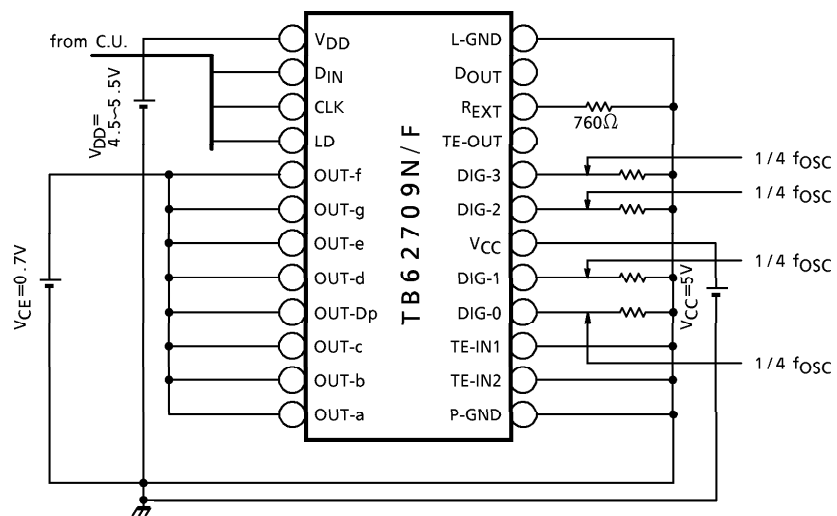 from C.U.
VDD=
4.5~5.5V
VCE=0.7V
VDD
DIN
CLK
LD
OUT-f
OUT-g
OUT-e
OUT-d
OUT-Dp
OUT-c
OUT-b
OUT-a
TB62709N/F
L-GND
DOUT
REXT
TE-OUT
DIG-3
DIG-2
VCC
DIG-1
DIG-0
TE-IN1
TE-IN2
P-GND
760Ω
1/4 fOSC
1/4 fOSC
1/4 fOSC
VCC=5V
1/4 fOSC